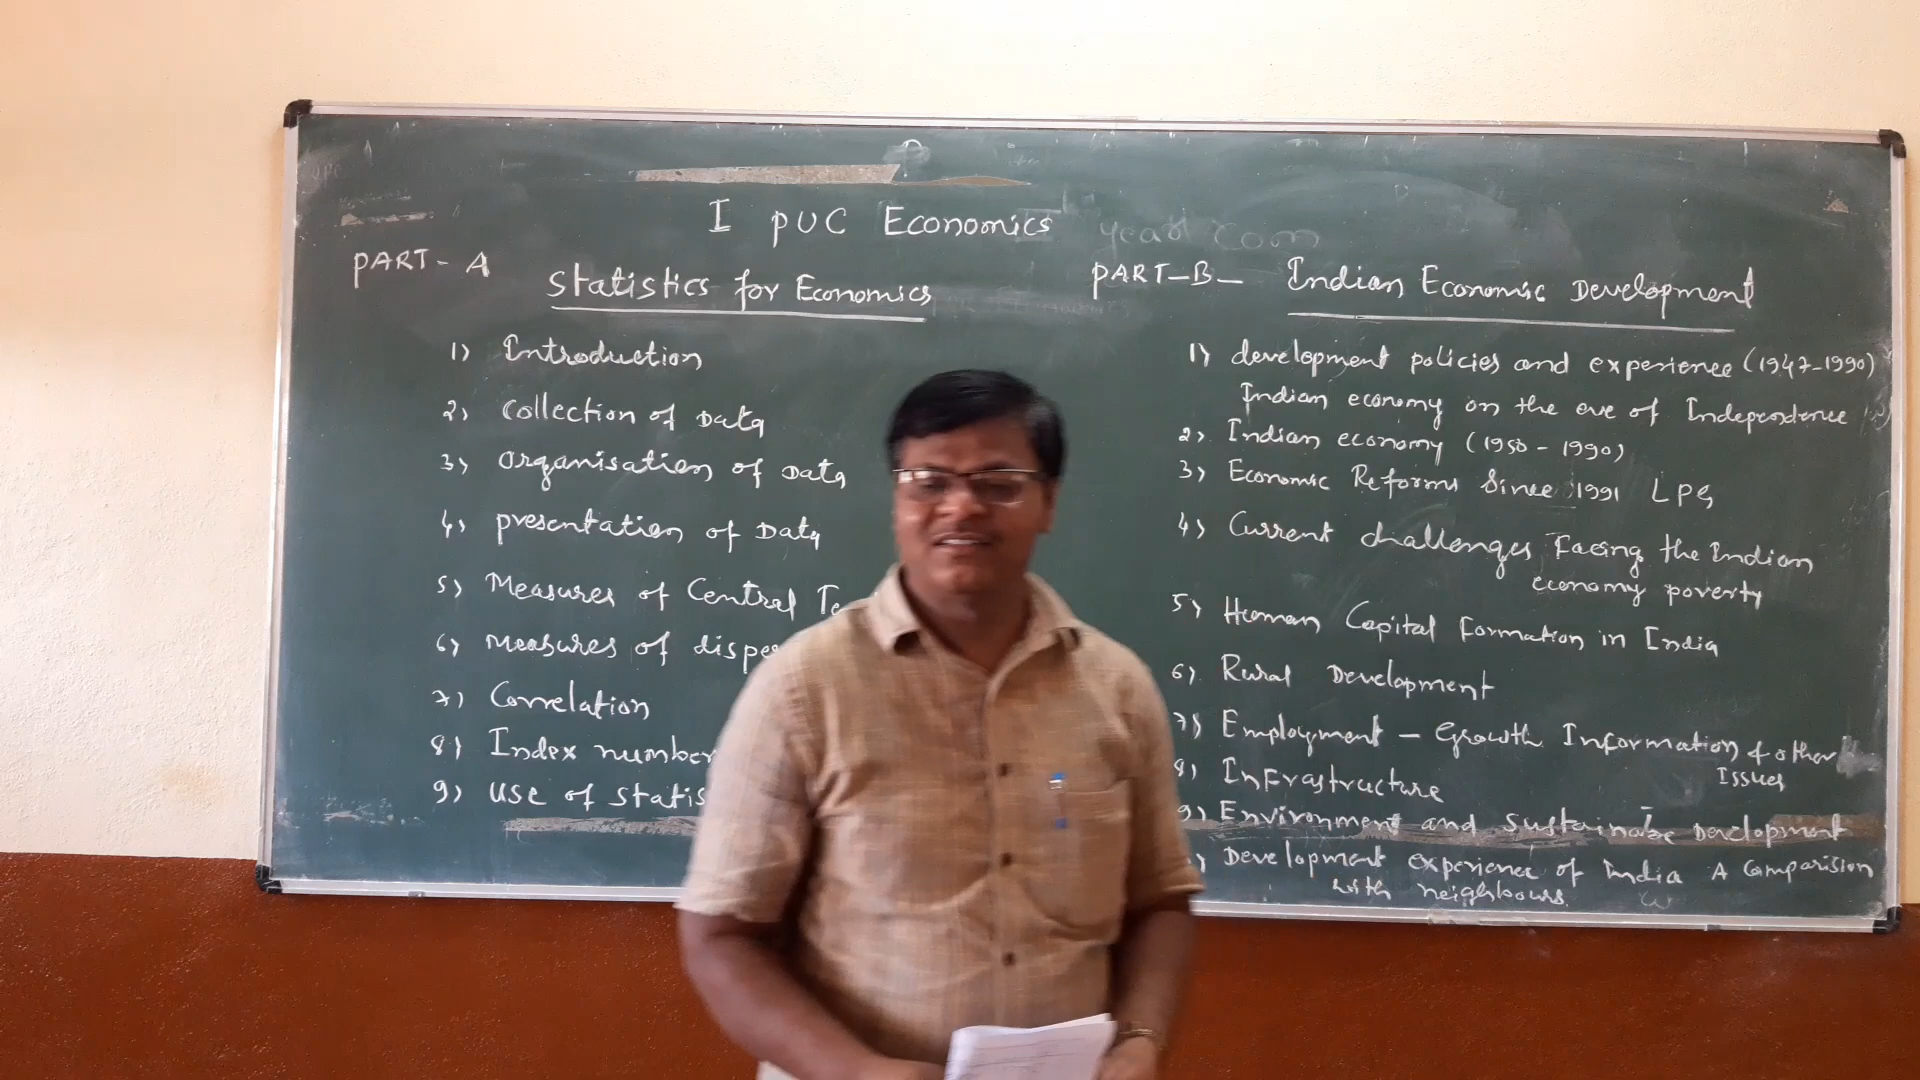 I PUC Economics
year com
PART-A
Statistics for Economics
1) Introduction
2) collection of Data
3) organisation of Data
4) presentation of Data
5) Measures of Central
6) Measures of
7) Correlation
8) Index
9) use of
PART-B- Indian Economic Development
1) development policies and experience (1947-1990)
Indian economy on the eve of Independence
2) Indian economy (1950-1990)
3) Economic Reforms Since 1991 LPG
4) Current challenges Facing the Indian
economy poverty
5) Human Capital Formation in India
6) Rural Development
7) Employment - Growth Information & other
Issues
8) Infrastructure
9) Environment and Development
Development experience of India A Comparision
with neighbours.